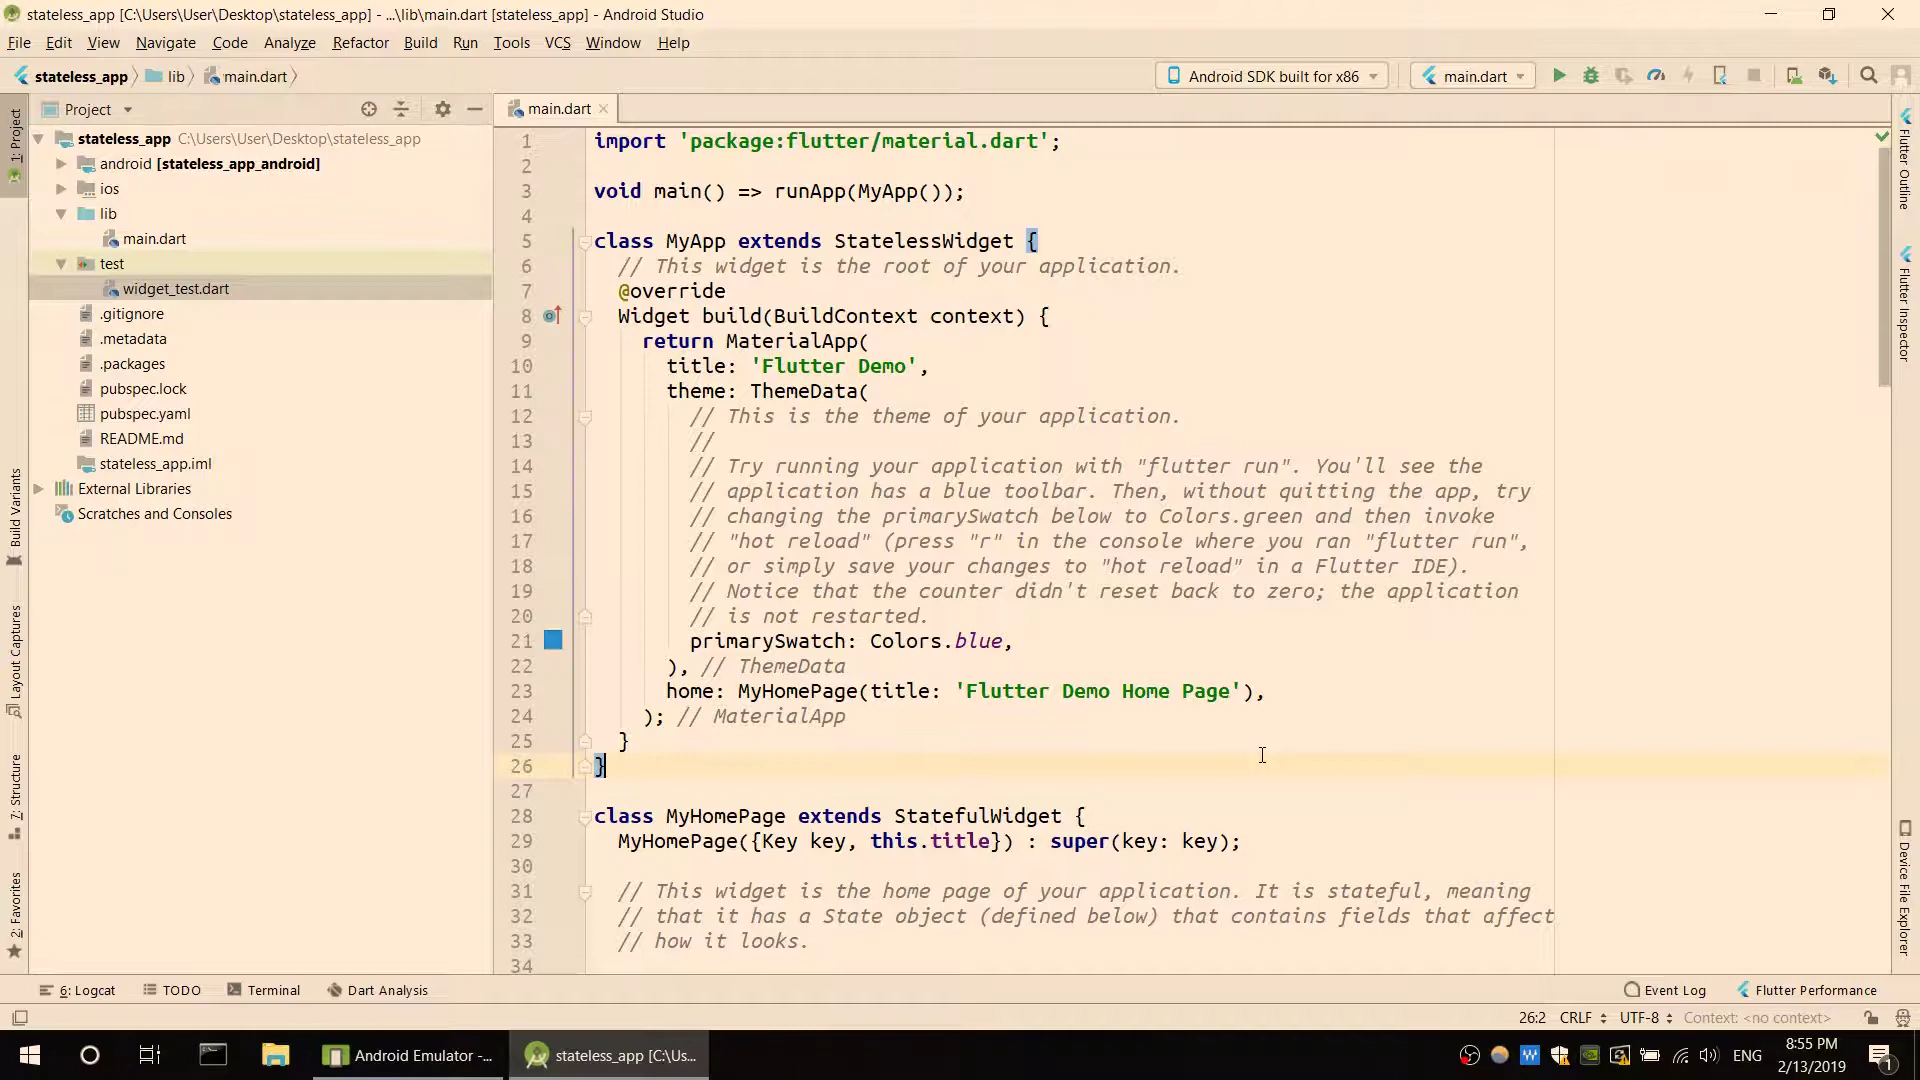 stateless_app [C:\Users\User\Desktop\stateless_app] - ...\lib\main.dart [stateless_app] - Android Studio
File Edit View Navigate Code Analyze Refactor Build Run Tools VCS Window Help
stateless_app lib main.dart Android SDK built for x86 main.dart
Project
main.dart
1: Project
Build Variants
Layout Captures
7: Structure
2: Favorites
stateless_app C:\Users\User\Desktop\stateless_app
android [stateless_app_android]
ios
lib
main.dart
test
widget_test.dart
.gitignore
.metadata
.packages
pubspec.lock
pubspec.yaml
README.md
stateless_app.iml
External Libraries
Scratches and Consoles
1 import 'package:flutter/material.dart';
2
3 void main() => runApp(MyApp());
4
5 class MyApp extends StatelessWidget {
6 // This widget is the root of your application.
7 @override
8 Widget build(BuildContext context) {
9 return MaterialApp(
10 title: 'Flutter Demo',
11 theme: ThemeData(
12 // This is the theme of your application.
13 //
14 // Try running your application with "flutter run". You'll see the
15 // application has a blue toolbar. Then, without quitting the app, try
16 // changing the primarySwatch below to Colors.green and then invoke
17 // "hot reload" (press "r" in the console where you ran "flutter run",
18 // or simply save your changes to "hot reload" in a Flutter IDE).
19 // Notice that the counter didn't reset back to zero; the application
20 // is not restarted.
21 primarySwatch: Colors.blue,
22 ), // ThemeData
23 home: MyHomePage(title: 'Flutter Demo Home Page'),
24 ); // MaterialApp
25 }
26 }
27
28 class MyHomePage extends StatefulWidget {
29 MyHomePage({Key key, this.title}) : super(key: key);
30
31 // This widget is the home page of your application. It is stateful, meaning
32 // that it has a State object (defined below) that contains fields that affect
33 // how it looks.
34
Flutter Outline
Flutter Inspector
Device File Explorer
6: Logcat TODO Terminal Dart Analysis Event Log Flutter Performance
26:2 CRLF UTF-8 Context: <no context>
Android Emulator -... stateless_app [C:\Us... ENG
8:55 PM
2/13/2019
1